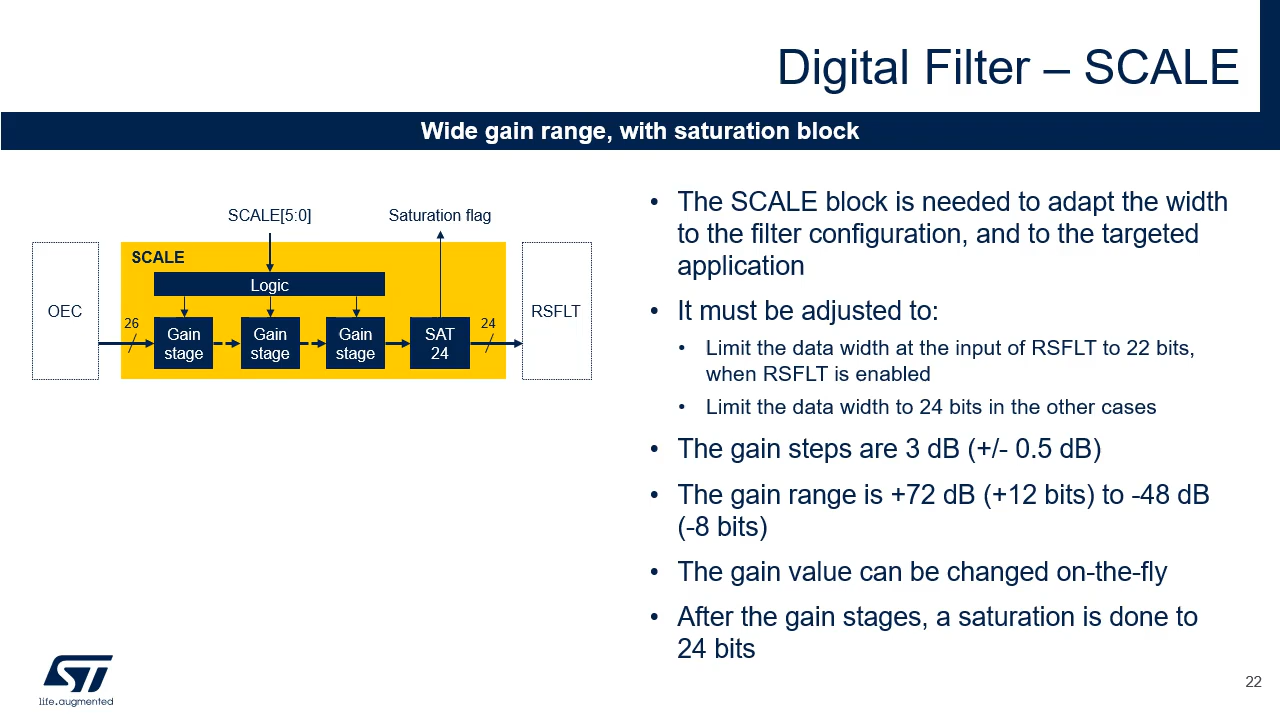 Digital Filter – SCALE
Wide gain range, with saturation block
SCALE[5:0]
Saturation flag
SCALE
Logic
OEC
26
Gain
stage
Gain
stage
Gain
stage
SAT
24
24
RSFLT
• The SCALE block is needed to adapt the width
to the filter configuration, and to the targeted
application
• It must be adjusted to:
• Limit the data width at the input of RSFLT to 22 bits,
when RSFLT is enabled
• Limit the data width to 24 bits in the other cases
• The gain steps are 3 dB (+/- 0.5 dB)
• The gain range is +72 dB (+12 bits) to -48 dB
(-8 bits)
• The gain value can be changed on-the-fly
• After the gain stages, a saturation is done to
24 bits
ST
life.augmented
22